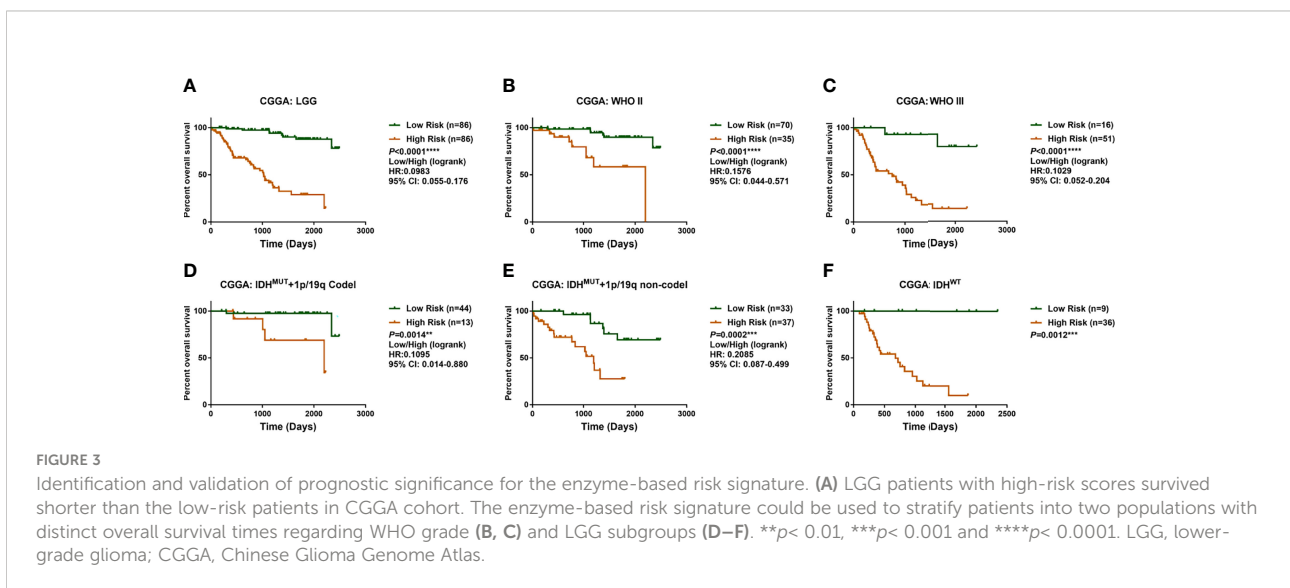 A
CGGA: LGG
Percent overall survival
100
50
0
0 1000 2000 3000
Time (Days)
Low Risk (n=86)
High Risk (n=86)
P<0.0001****
Low/High (logrank)
HR:0.0983
95% CI: 0.055-0.176
B
CGGA: WHO II
Percent overall survival
100
50
0
0 1000 2000 3000
Time (Days)
Low Risk (n=70)
High Risk (n=35)
P<0.0001****
Low/High (logrank)
HR:0.1576
95% CI: 0.044-0.571
C
CGGA: WHO III
Percent overall survival
100
50
0
0 1000 2000 3000
Time (Days)
Low Risk (n=16)
High Risk (n=51)
P<0.0001****
Low/High (logrank)
HR:0.1029
95% CI: 0.052-0.204
D
CGGA: IDHMUT+1p/19q Codel
Percent overall survival
100
50
0
0 1000 2000 3000
Time (Days)
Low Risk (n=44)
High Risk (n=13)
P=0.0014**
Low/High (logrank)
HR:0.1095
95% CI: 0.014-0.880
E
CGGA: IDHMUT+1p/19q non-codel
Percent overall survival
100
50
0
0 1000 2000 3000
Time (Days)
Low Risk (n=33)
High Risk (n=37)
P=0.0002***
Low/High (logrank)
HR: 0.2085
95% CI: 0.087-0.499
F
CGGA: IDHWT
Percent overall survival
100
50
0
0 500 1000 1500 2000 2500
Time (Days)
Low Risk (n=9)
High Risk (n=36)
P=0.0012***
FIGURE 3
Identification and validation of prognostic significance for the enzyme-based risk signature. (A) LGG patients with high-risk scores survived
shorter than the low-risk patients in CGGA cohort. The enzyme-based risk signature could be used to stratify patients into two populations with
distinct overall survival times regarding WHO grade (B, C) and LGG subgroups (D–F). **p< 0.01, ***p< 0.001 and ****p< 0.0001. LGG, lower-
grade glioma; CGGA, Chinese Glioma Genome Atlas.